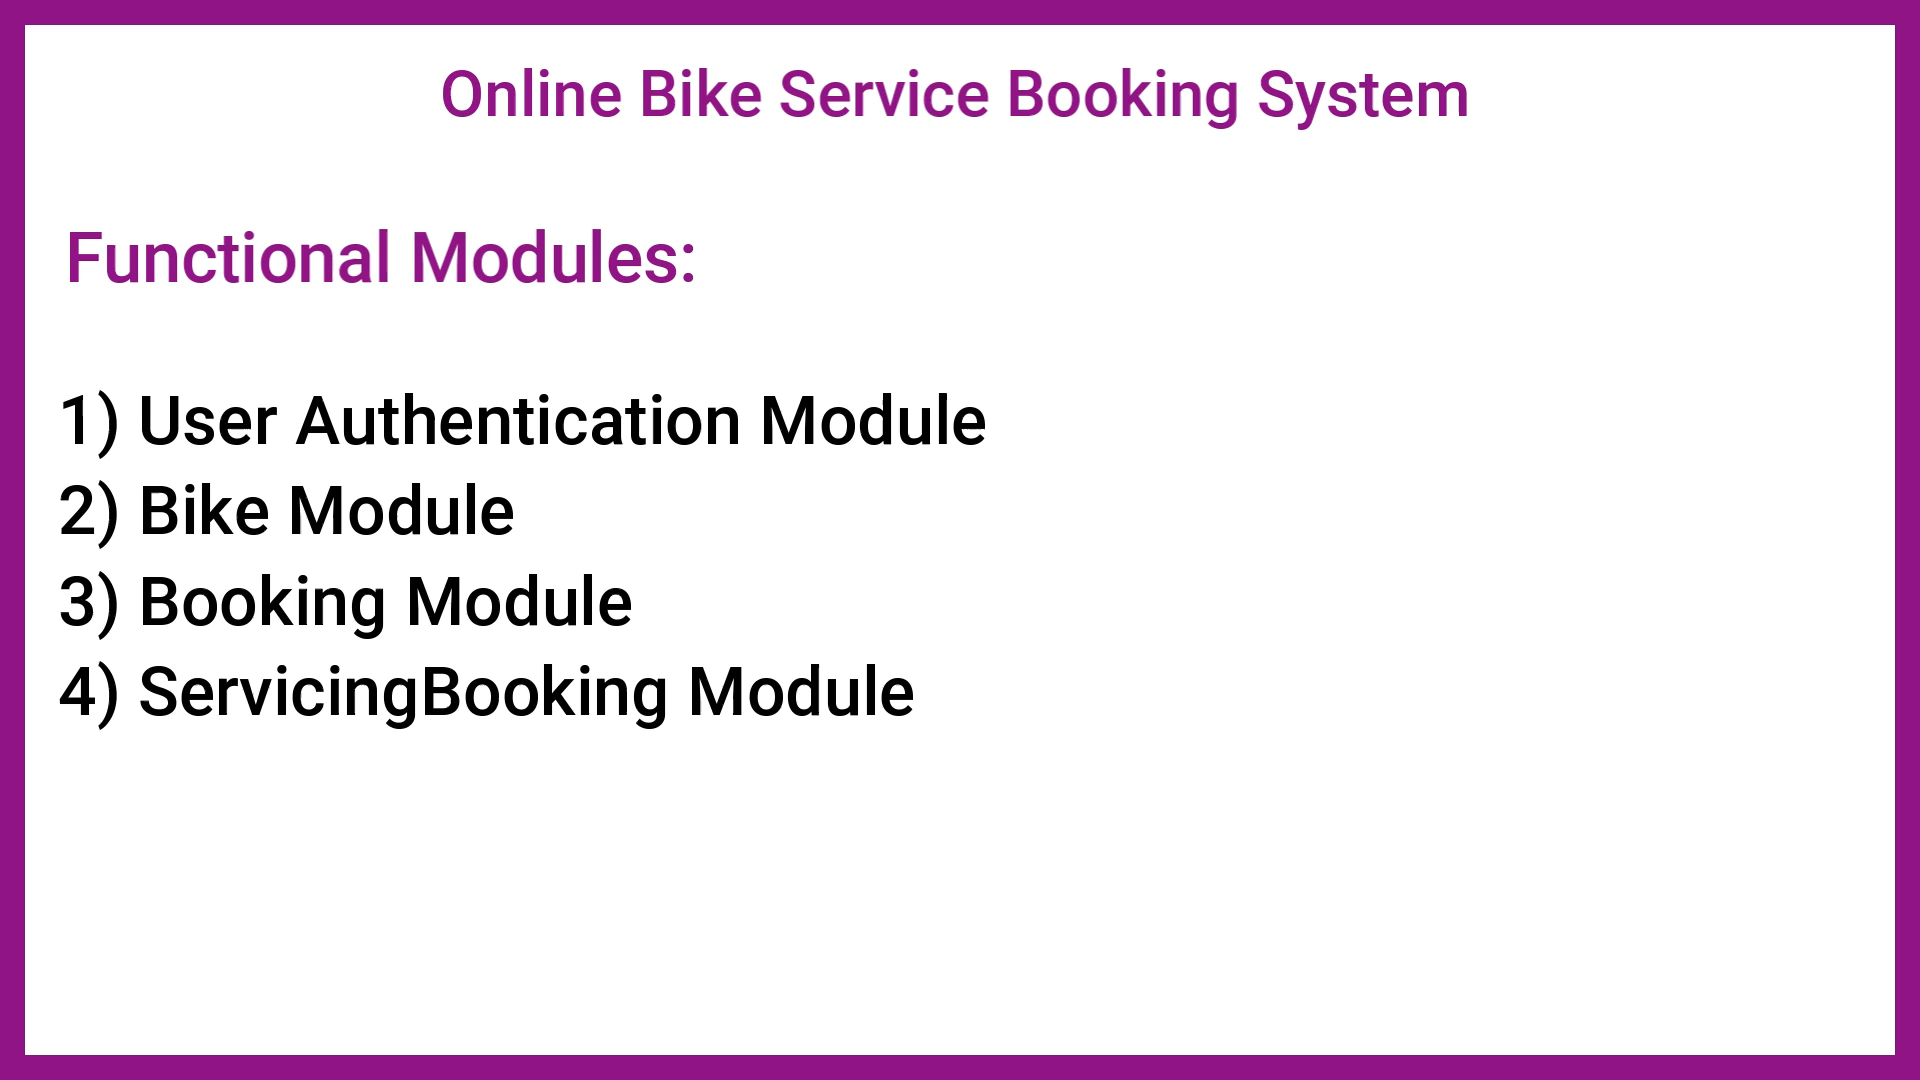 Online Bike Service Booking System
Functional Modules:
1) User Authentication Module
2) Bike Module
3) Booking Module
4) ServicingBooking Module